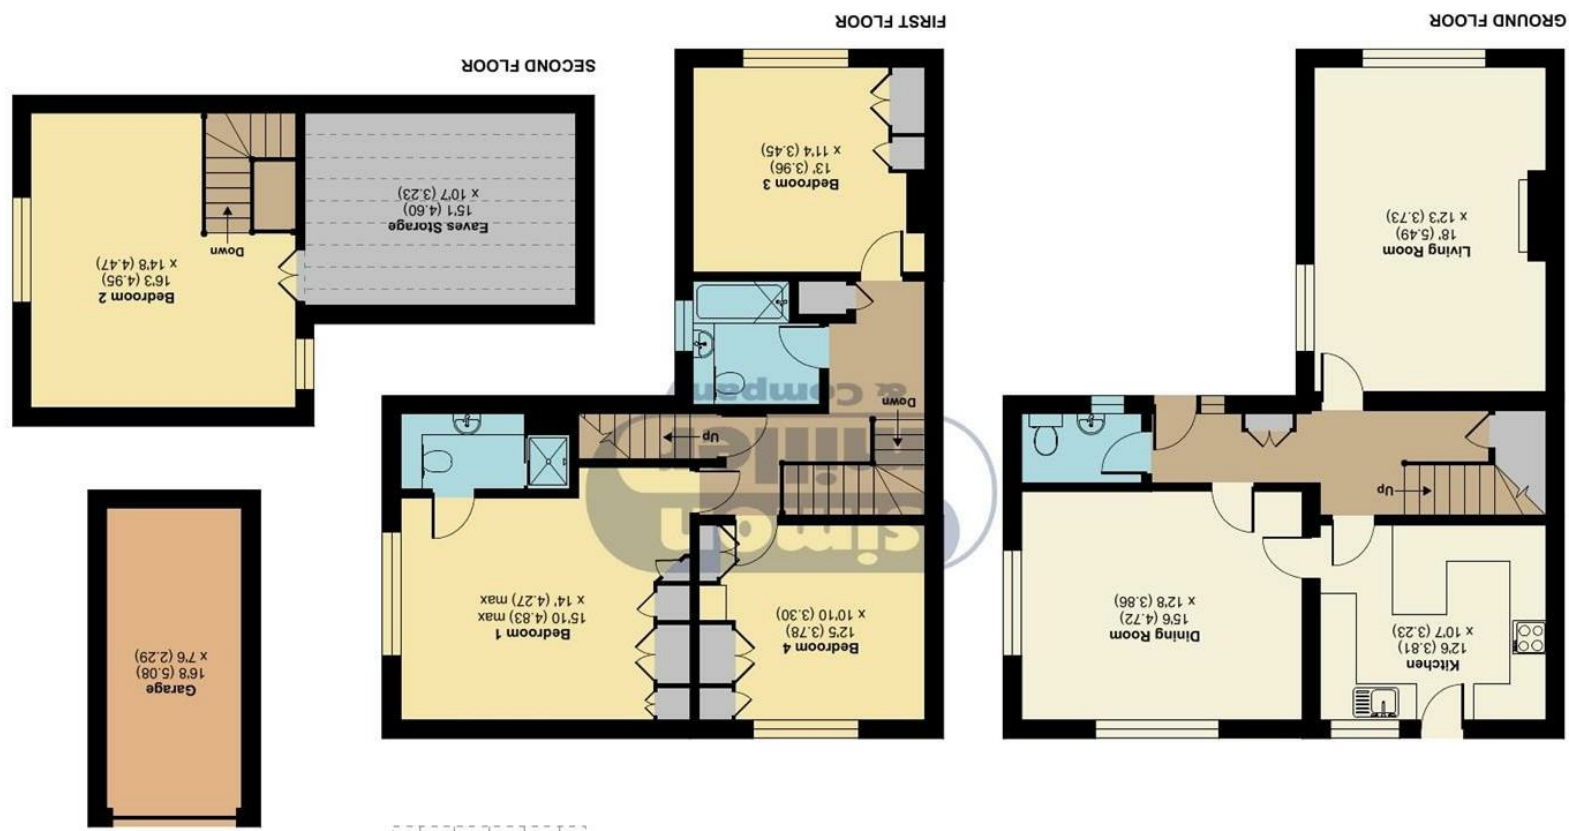 GROUND FLOOR
Kitchen
12'6 (3.81)
x 10'7 (3.23)
Dining Room
15'6 (4.72)
x 12'8 (3.86)
Up
Living Room
18' (5.49)
x 12'3 (3.73)
FIRST FLOOR
Bedroom 4
12'5 (3.78)
x 10'10 (3.30)
Bedroom 1
15'10 (4.83) max
x 14' (4.27) max
Up
Down
Bedroom 3
13' (3.96)
x 11'4 (3.45)
SECOND FLOOR
Bedroom 2
16'3 (4.95)
x 14'8 (4.47)
Down
Eaves Storage
15'1 (4.60)
x 10'7 (3.23)
Garage
16'8 (5.08)
x 7'6 (2.29)
simon
miller
& company